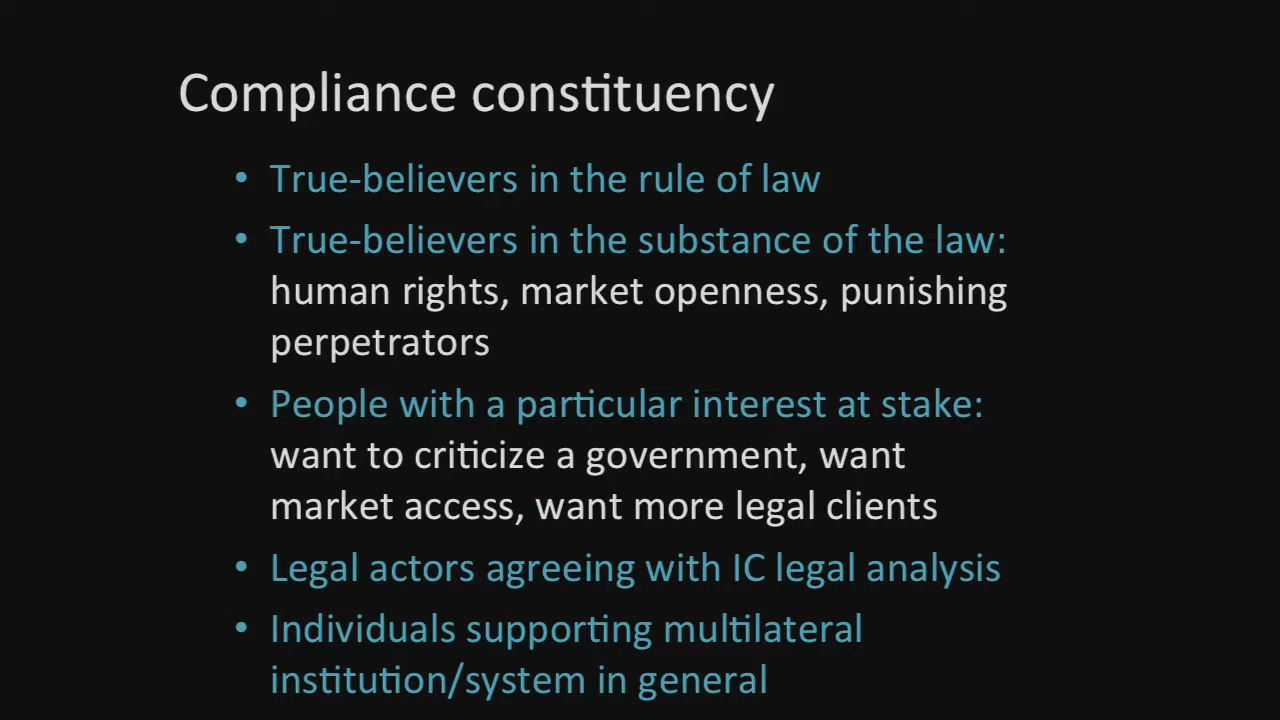 Compliance constituency
• True-believers in the rule of law
• True-believers in the substance of the law:
human rights, market openness, punishing
perpetrators
• People with a particular interest at stake:
want to criticize a government, want
market access, want more legal clients
• Legal actors agreeing with IC legal analysis
• Individuals supporting multilateral
institution/system in general